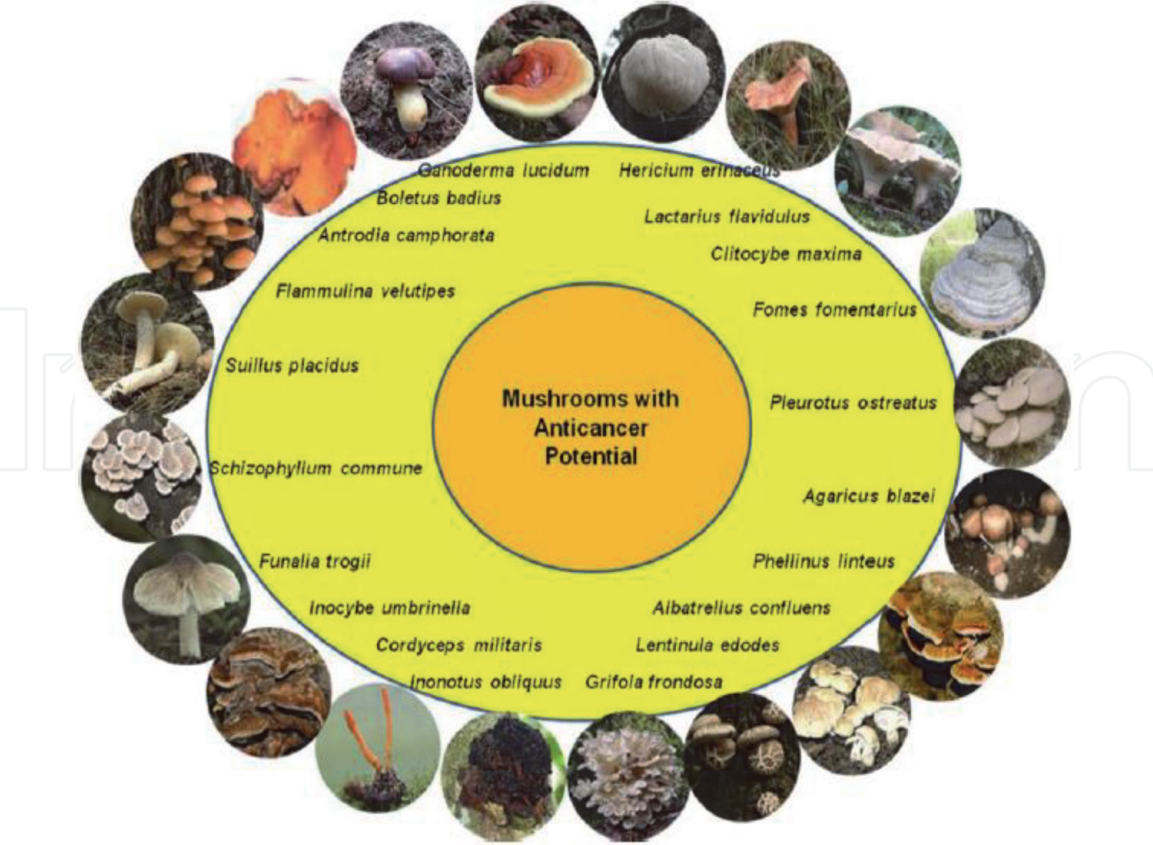 Ganoderma lucidum
Hericium erinaceus
Boletus badius
Lactarius flavidulus
Antrodia camphorata
Clitocybe maxima
Flammulina velutipes
Fomes fomentarius
Suillus placidus
Mushrooms with
Anticancer
Potential
Pleurotus ostreatus
Schizophyllum commune
Agaricus blazei
Funalia trogii
Phellinus linteus
Inocybe umbrinella
Albatrellus confluens
Cordyceps militaris
Lentinula edodes
Inonotus obliquus
Grifola frondosa